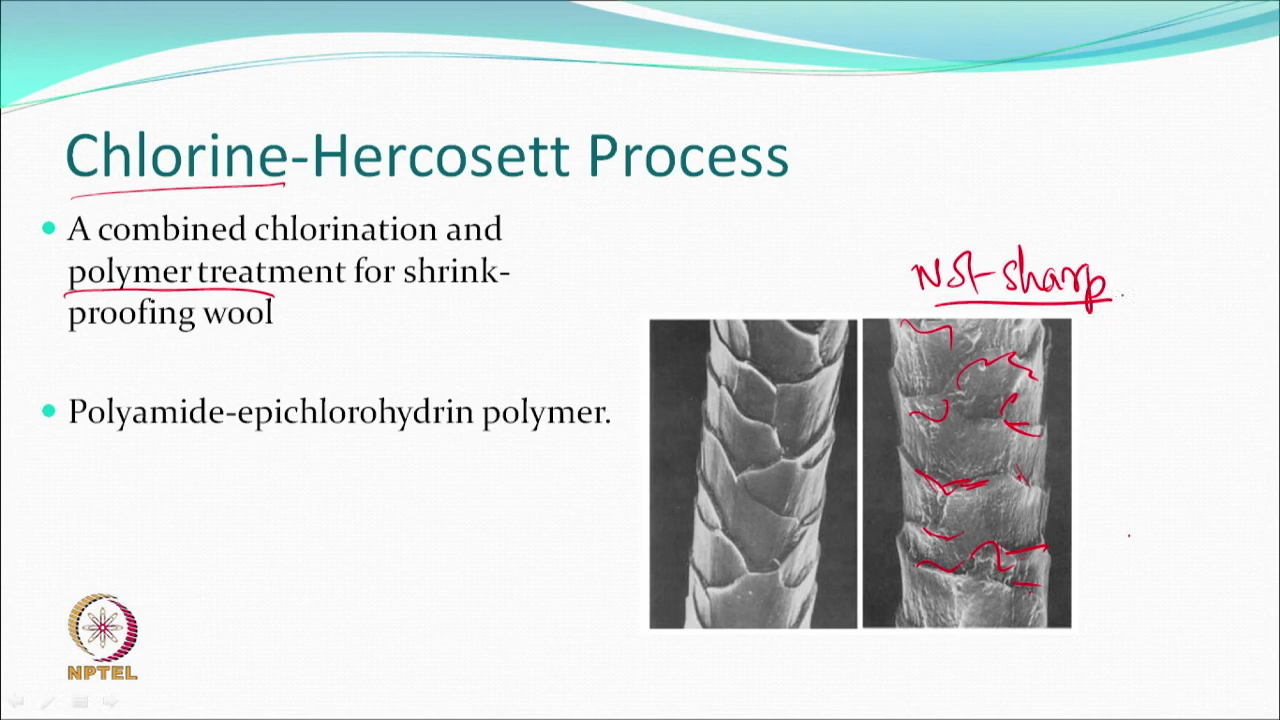 Chlorine-Hercosett Process
A combined chlorination and
polymer treatment for shrink-
proofing wool
Polyamide-epichlorohydrin polymer.
Not-sharp
NPTEL